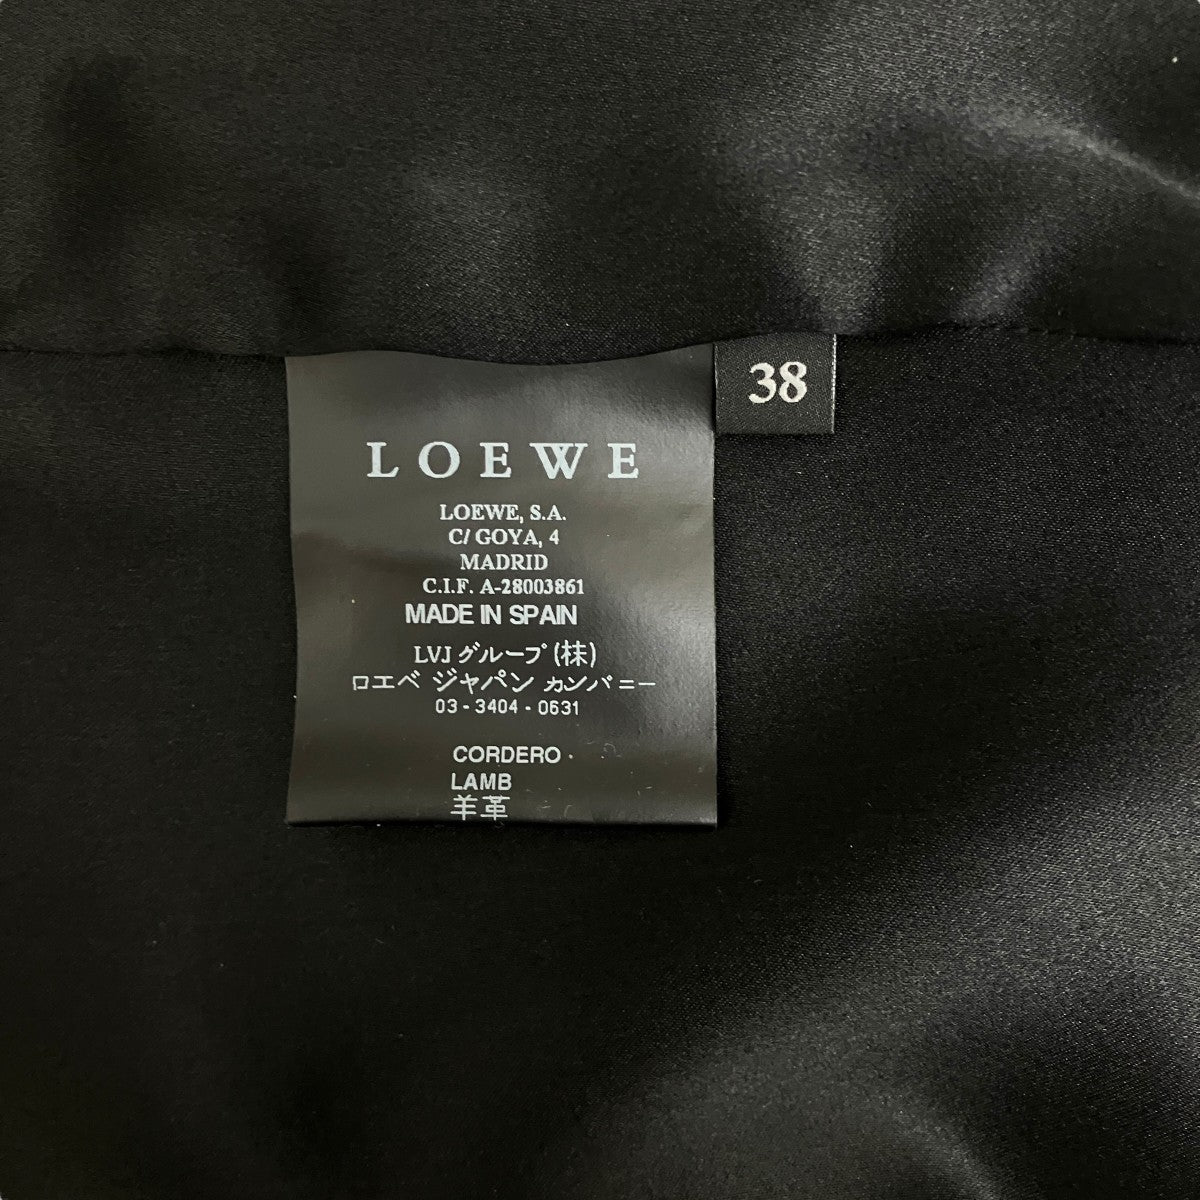 38
LOEWE
LOEWE, S.A.
C/ GOYA, 4
MADRID
C.I.F. A-28003861
MADE IN SPAIN
LVJ グループ (株)
ロエベ ジャパン カンパニー
03-3404-0631
CORDERO
LAMB
羊革